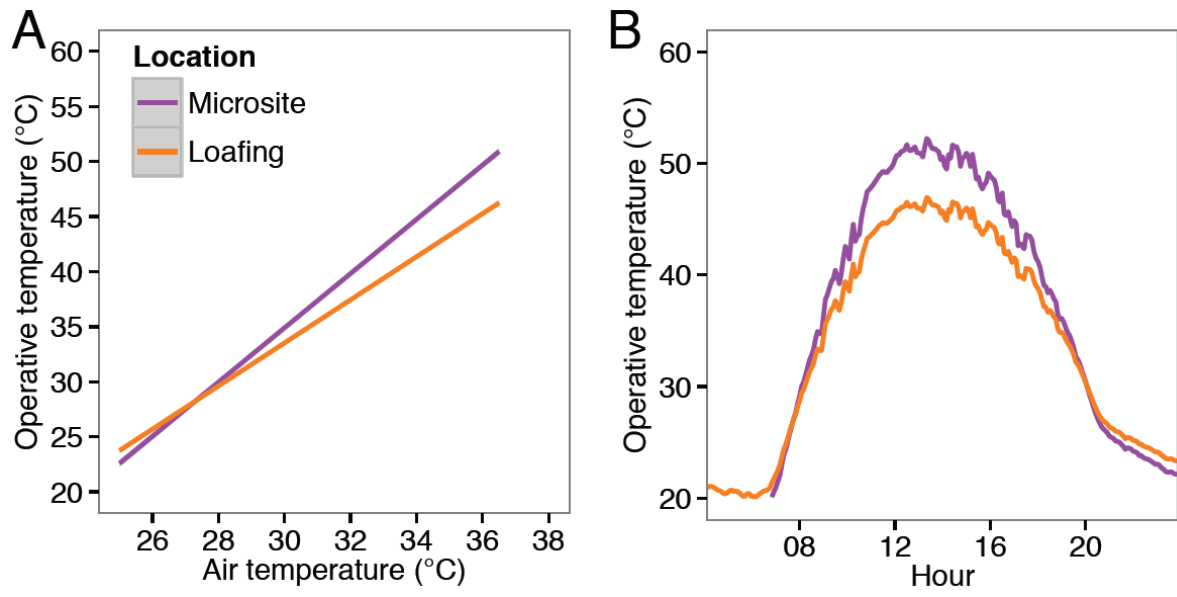 A
Operative temperature (°C)
60
55
50
45
40
35
30
25
20
Location
Microsite
Loafing
26 28 30 32 34 36 38
Air temperature (°C)
B
Operative temperature (°C)
60
50
40
30
20
08 12 16 20
Hour